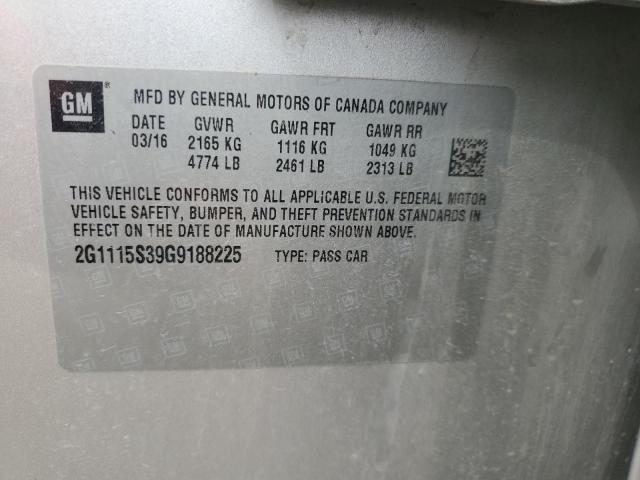 GM ® MFD BY GENERAL MOTORS OF CANADA COMPANY
DATE GVWR GAWR FRT GAWR RR
03/16 2165 KG 1116 KG 1049 KG
4774 LB 2461 LB 2313 LB
THIS VEHICLE CONFORMS TO ALL APPLICABLE U.S. FEDERAL MOTOR
VEHICLE SAFETY, BUMPER, AND THEFT PREVENTION STANDARDS IN
EFFECT ON THE DATE OF MANUFACTURE SHOWN ABOVE.
2G1115S39G9188225 TYPE: PASS CAR